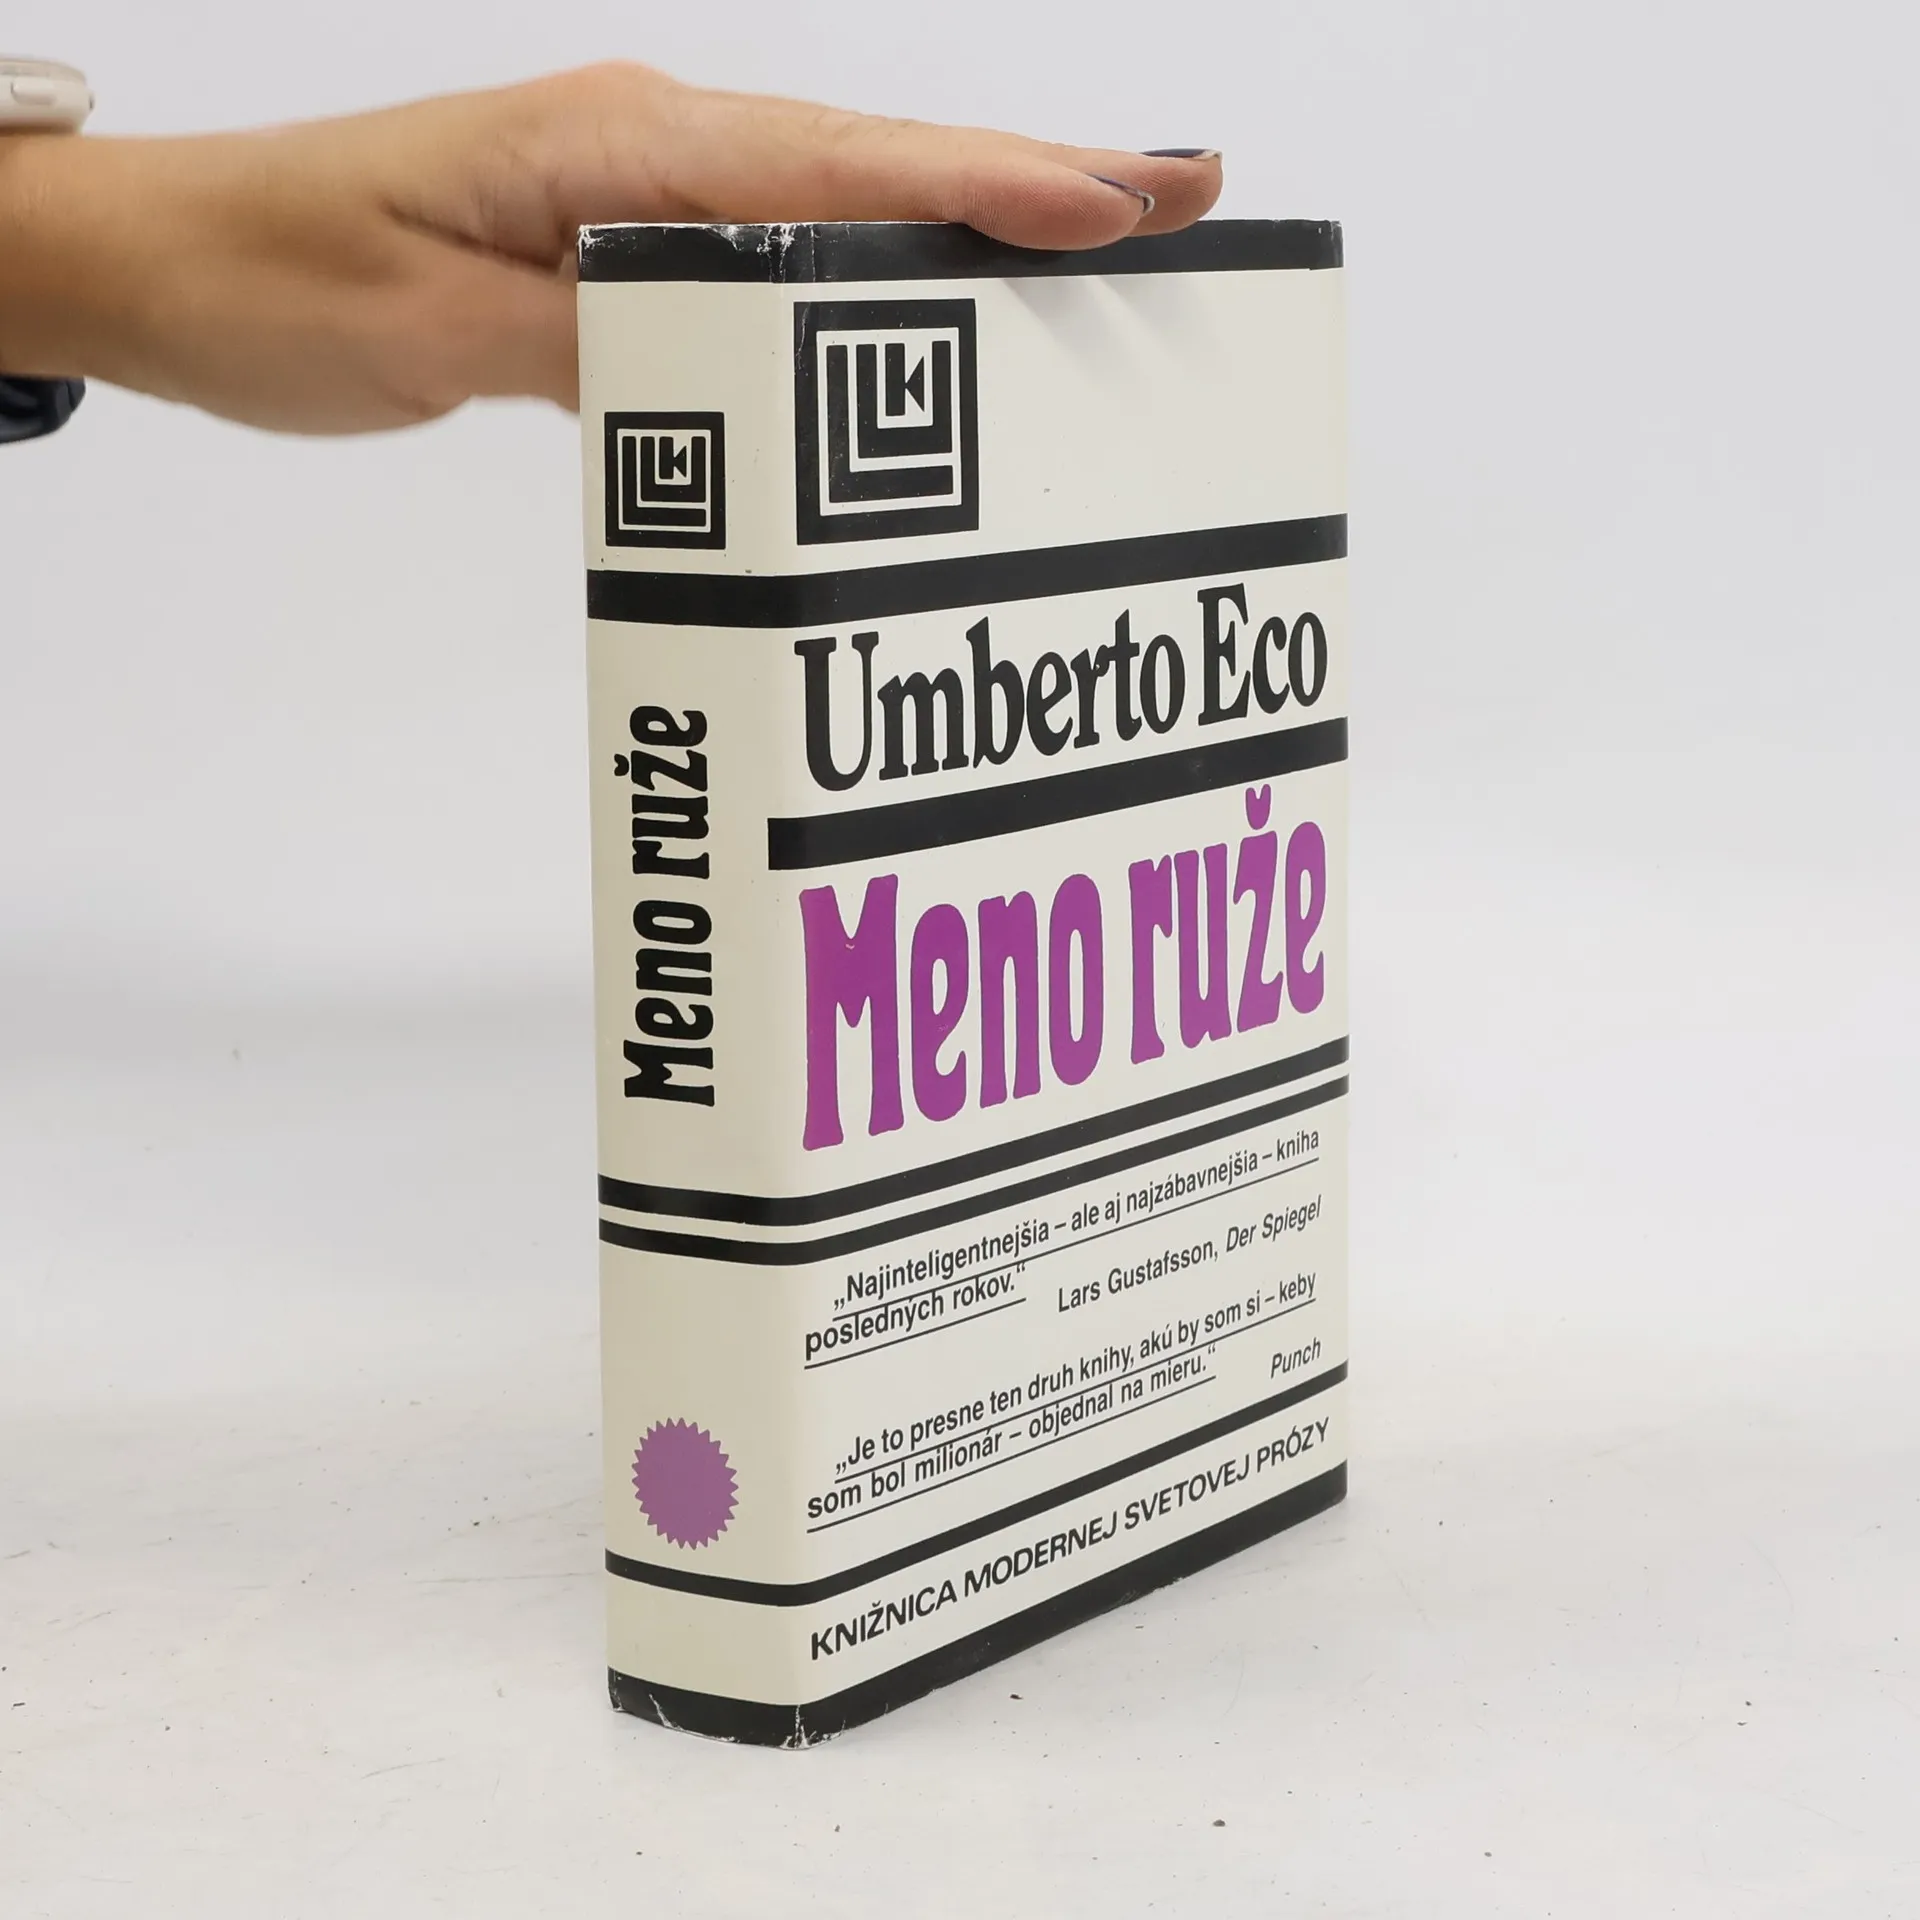 Meno ruže
Umberto Eco
Meno ruže
„Najinteligentnejšia – ale aj najzábavnejšia – kniha
posledných rokov.“
Lars Gustafsson, Der Spiegel
„Je to presne ten druh knihy, akú by som si – keby
som bol milionár – objednal na mieru.“
Punch
KNIŽNICA MODERNEJ SVETOVEJ PRÓZY